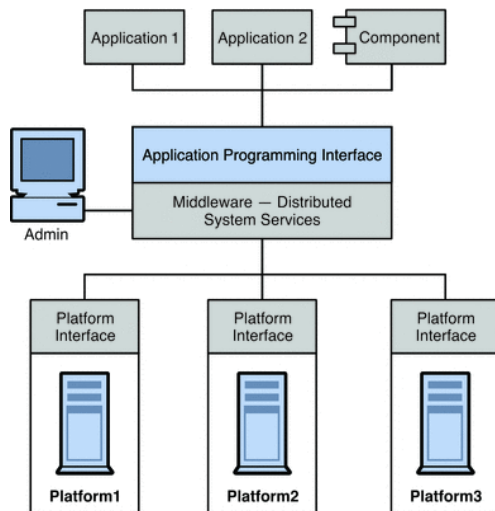 Application 1
Application 2
Component
Application Programming Interface
Middleware — Distributed
System Services
Admin
Platform
Interface
Platform
Interface
Platform
Interface
Platform1
Platform2
Platform3